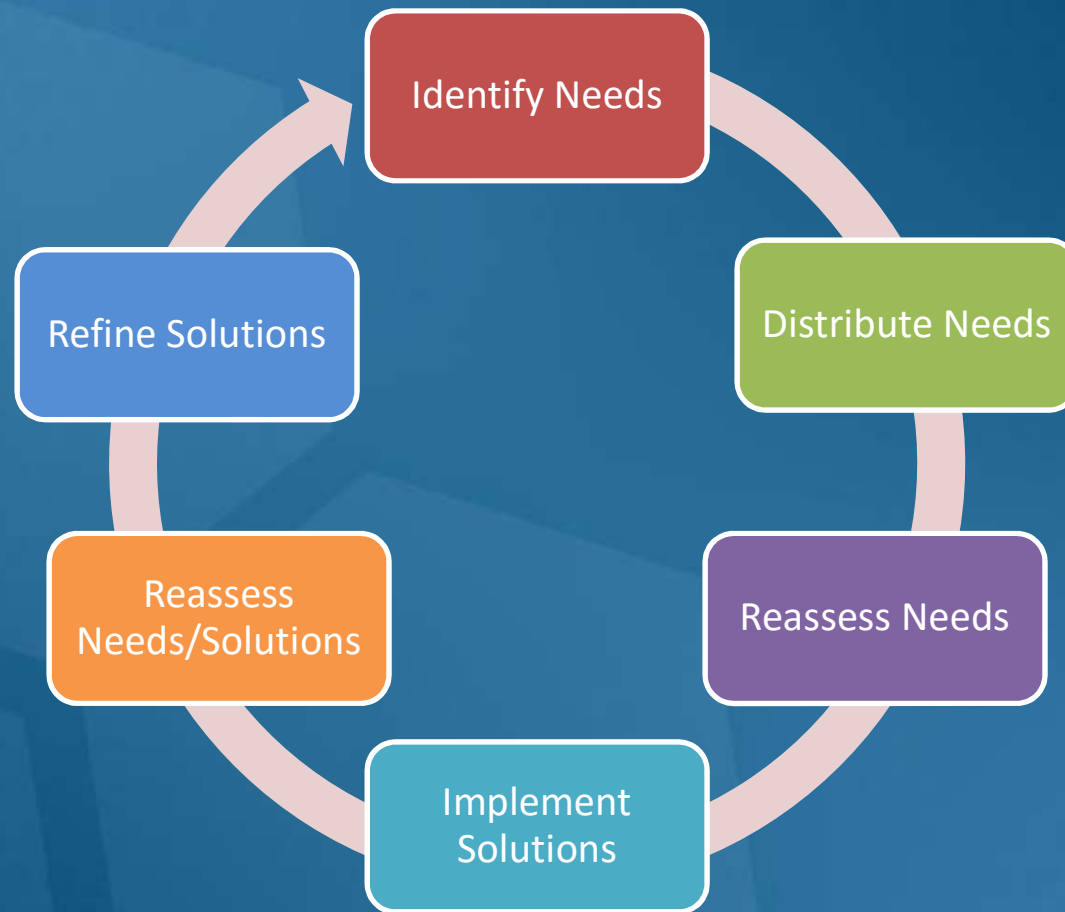 Identify Needs
Distribute Needs
Reassess Needs
Implement
Solutions
Reassess
Needs/Solutions
Refine Solutions